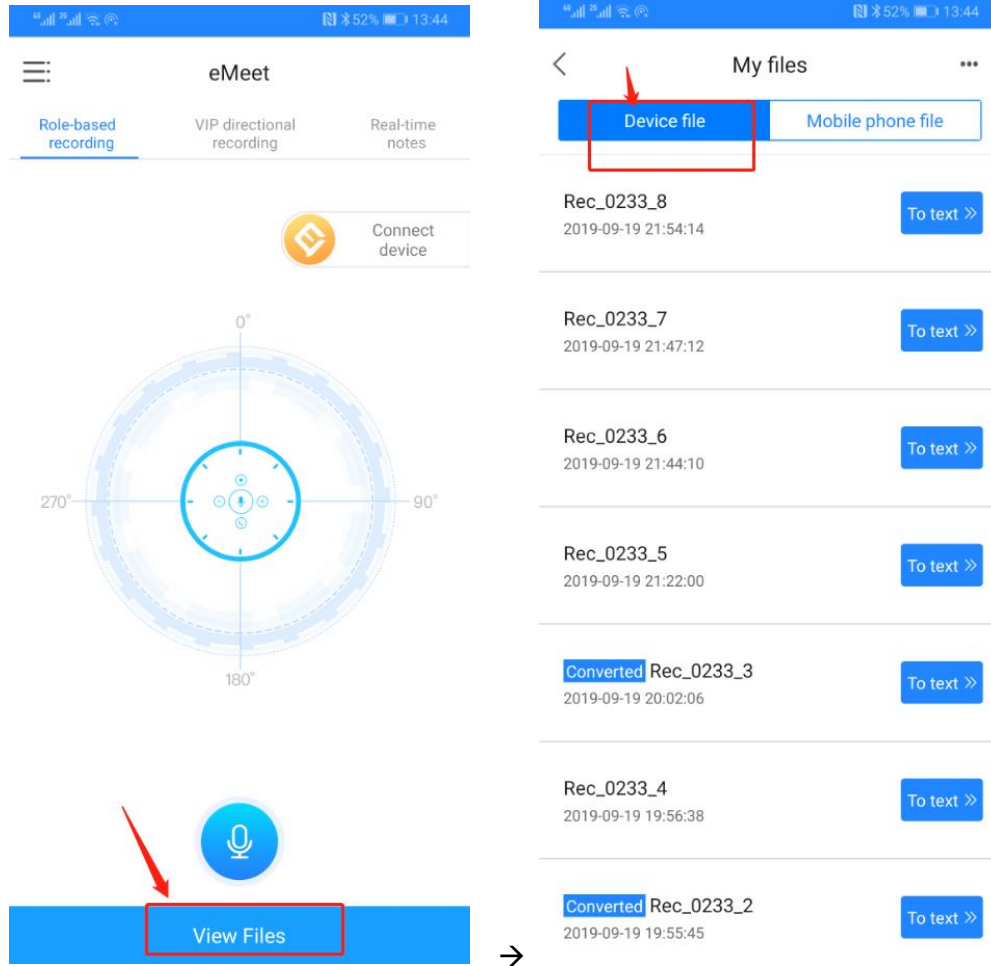 4G 2G 52% 13:44
eMeet
Role-based
recording
VIP directional
recording
Real-time
notes
Connect
device
0°
270°
90°
180°
View Files
→
4G 2G 52% 13:44
My files
Device file
Mobile phone file
Rec_0233_8
To text
2019-09-19 21:54:14
Rec_0233_7
To text
2019-09-19 21:47:12
Rec_0233_6
To text
2019-09-19 21:44:10
Rec_0233_5
To text
2019-09-19 21:22:00
Converted Rec_0233_3
To text
2019-09-19 20:02:06
Rec_0233_4
To text
2019-09-19 19:56:38
Converted Rec_0233_2
To text
2019-09-19 19:55:45